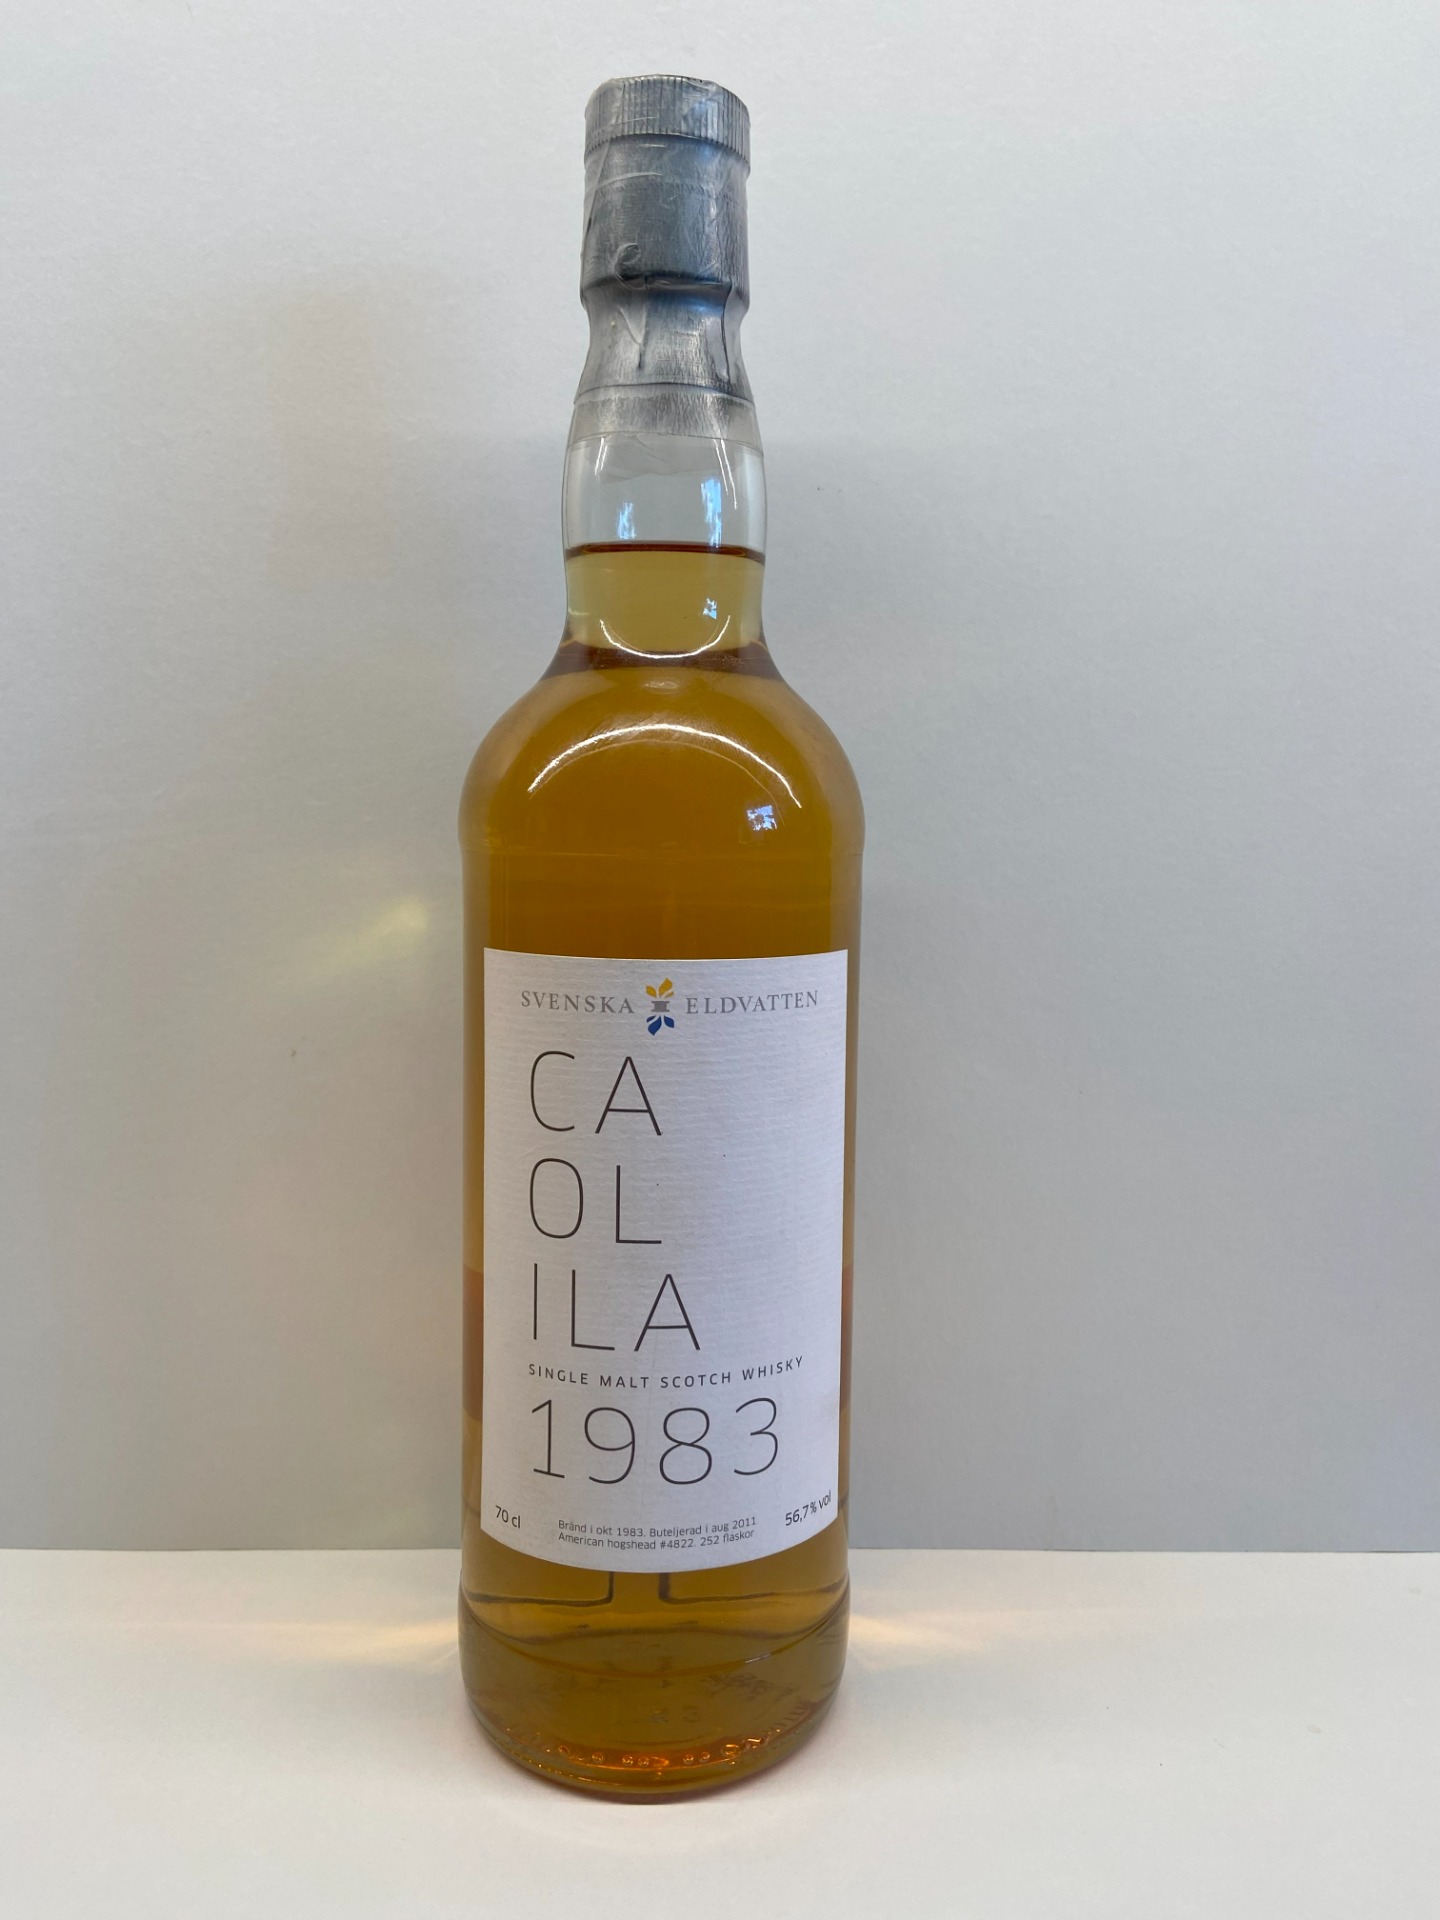 SVENSKA ELDVATTEN
CA
OL
ILA
SINGLE MALT SCOTCH WHISKY
1983
70 cl
Bränd i okt 1983. Buteljerad i aug 2011
American hogshead #4822. 252 flaskor
56,7% vol